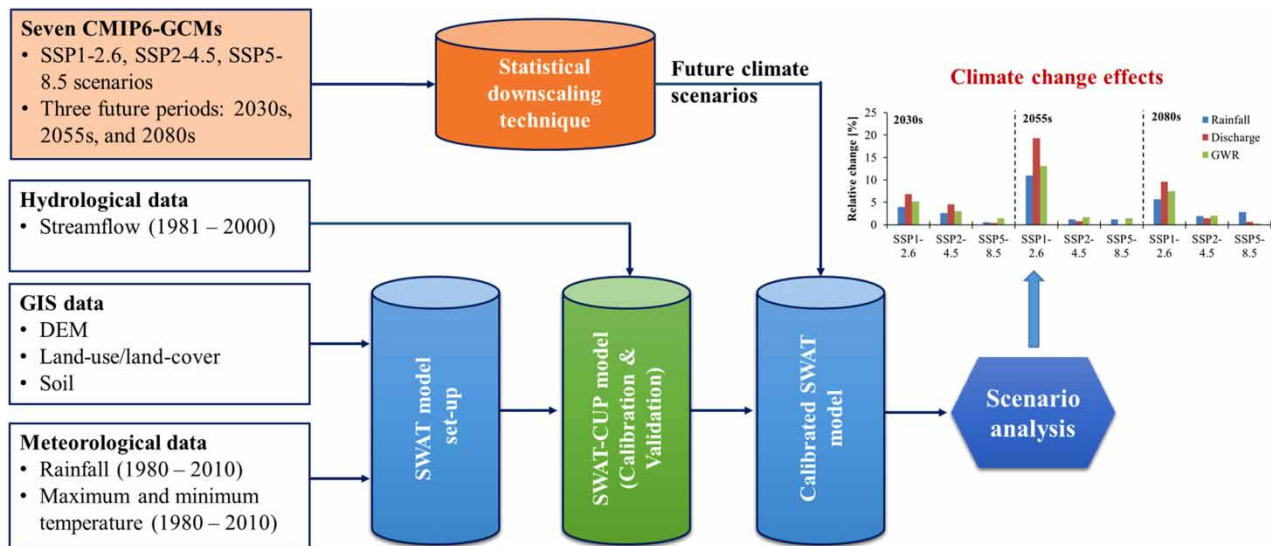 Seven CMIP6-GCMs
• SSP1-2.6, SSP2-4.5, SSP5-
8.5 scenarios
• Three future periods: 2030s,
2055s, and 2080s
Statistical
downscaling
technique
Future climate
scenarios
Hydrological data
• Streamflow (1981 – 2000)
GIS data
• DEM
• Land-use/land-cover
• Soil
Meteorological data
• Rainfall (1980 – 2010)
• Maximum and minimum
temperature (1980 – 2010)
SWAT model
set-up
SWAT-CUP model
(Calibration &
Validation)
Calibrated SWAT
model
Scenario
analysis
Climate change effects
Relative change [%]
25
20
15
10
5
0
2030s
2055s
2080s
Rainfall
Discharge
GWR
SSP1-
2.6
SSP2-
4.5
SSP5-
8.5
SSP1-
2.6
SSP2-
4.5
SSP5-
8.5
SSP1-
2.6
SSP2-
4.5
SSP5-
8.5